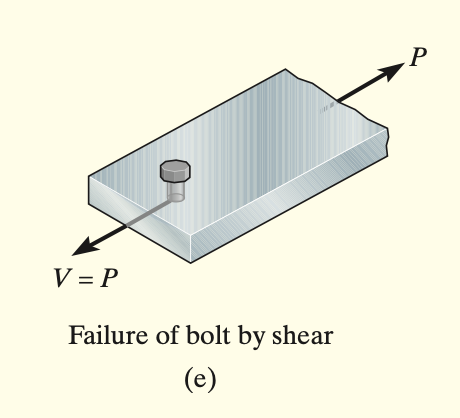 P
V = P
Failure of bolt by shear
(e)